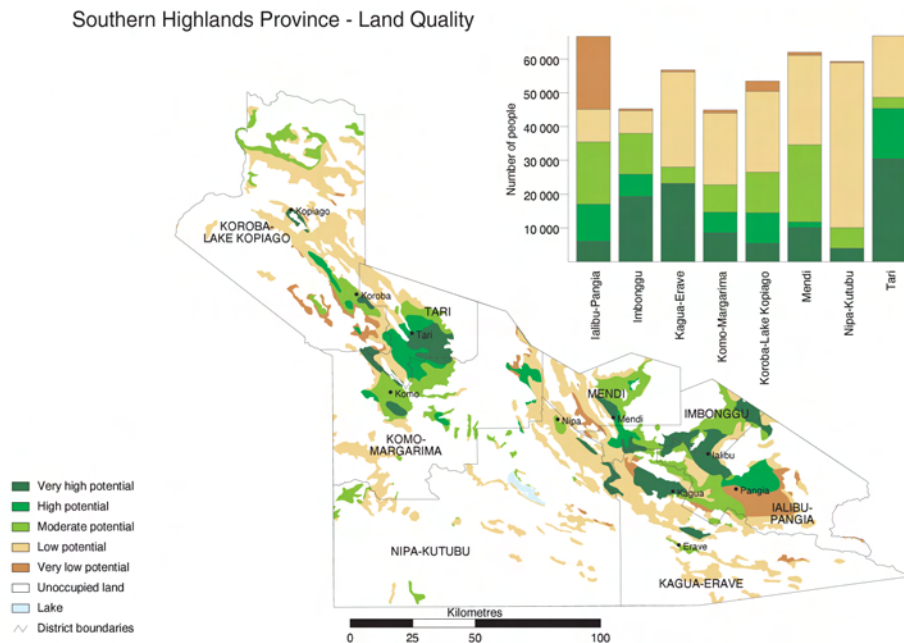 Southern Highlands Province - Land Quality
60 000
50 000
40 000
30 000
20 000
10 000
Number of people
Ialibu-Pangia
Imbonggu
Kagua-Erave
Komo-Margarima
Koroba-Lake Kopiago
Mendi
Nipa-Kutubu
Tari
Kopiago
KOROBA-
LAKE KOPIAGO
Koroba
TARI
Tari
Komo
KOMO-
MARGARIMA
MENDI
Mendi
Nipa
IMBONGGU
Ialibu
Kagua
Pangia
IALIBU-
PANGIA
Erave
NIPA-KUTUBU
KAGUA-ERAVE
Very high potential
High potential
Moderate potential
Low potential
Very low potential
Unoccupied land
Lake
District boundaries
Kilometres
0 25 50 100